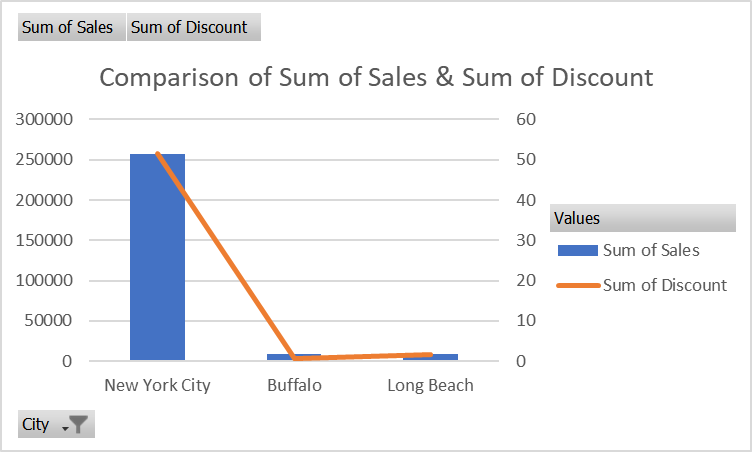 Sum of Sales Sum of Discount
Comparison of Sum of Sales & Sum of Discount
300000 60
250000 50
200000 40
150000 30
100000 20
50000 10
0 0
Values
Sum of Sales
Sum of Discount
New York City Buffalo Long Beach
City